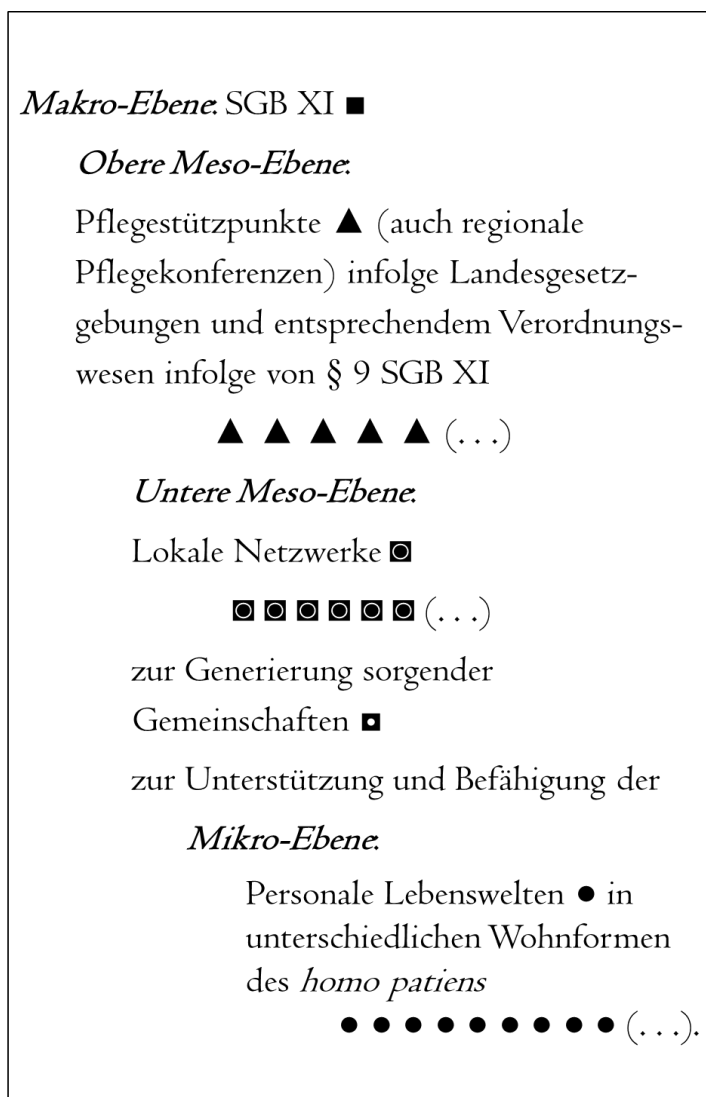 Makro-Ebene: SGB XI ■
Obere Meso-Ebene:
Pflegestützpunkte ▲ (auch regionale
Pflegekonferenzen) infolge Landesgesetz-
gebungen und entsprechendem Verordnungs-
wesen infolge von § 9 SGB XI
▲ ▲ ▲ ▲ ▲ (. . .)
Untere Meso-Ebene:
Lokale Netzwerke ◙
◙ ◙ ◙ ◙ ◙ ◙ (. . .)
zur Generierung sorgender
Gemeinschaften ◘
zur Unterstützung und Befähigung der
Mikro-Ebene:
Personale Lebenswelten ● in
unterschiedlichen Wohnformen
des homo patiens
● ● ● ● ● ● ● ● ● (. . .).